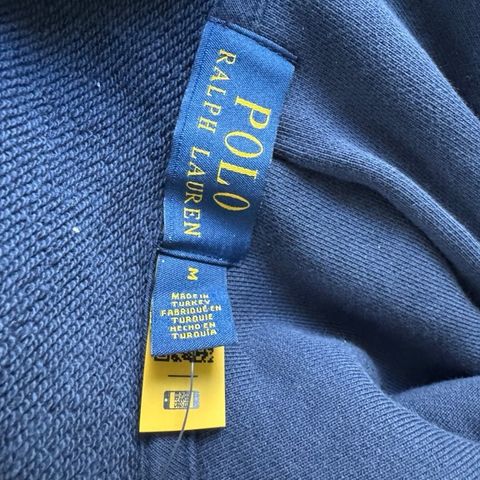 POLO
RALPH LAUREN
M
MADE IN
TURKEY
FABRIQUÉ EN
TURQUIE
HECHO EN
TURQUÍA